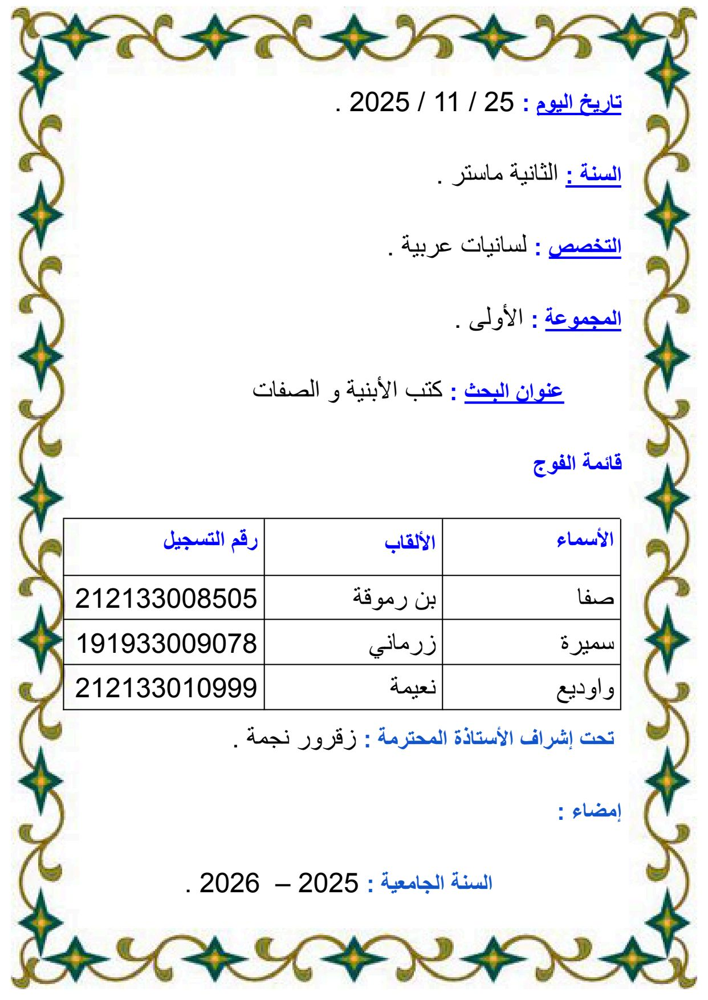 تاريخ اليوم : 25 / 11 / 2025 .
السنة : الثانية ماستر .
التخصص : لسانيات عربية .
المجموعة : الأولى .
عنوان البحث : كتب الأبنية و الصفات
قائمة الفوج
الأسماء الألقاب رقم التسجيل
صفا بن رموقة 212133008505
سميرة زرماني 191933009078
واوديع نعيمة 212133010999
تحت إشراف الأستاذة المحترمة : زقرور نجمة .
إمضاء :
السنة الجامعية : 2025 – 2026 .